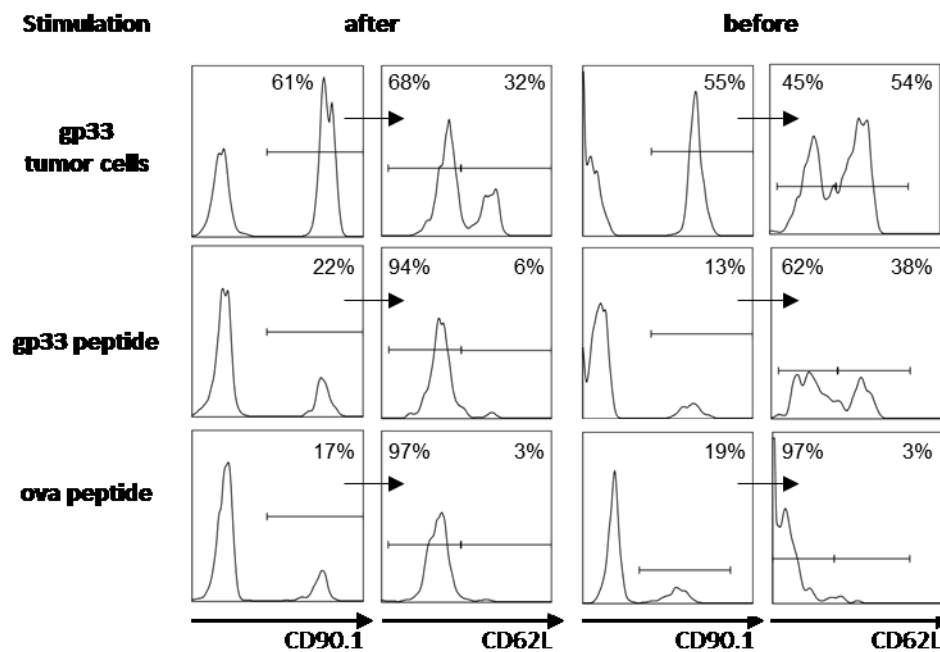 Stimulation after before
61% 68% 32% 55% 45% 54%
gp33
tumor cells
22% 94% 6% 13% 62% 38%
gp33 peptide
17% 97% 3% 19% 97% 3%
ova peptide
CD90.1 CD62L CD90.1 CD62L